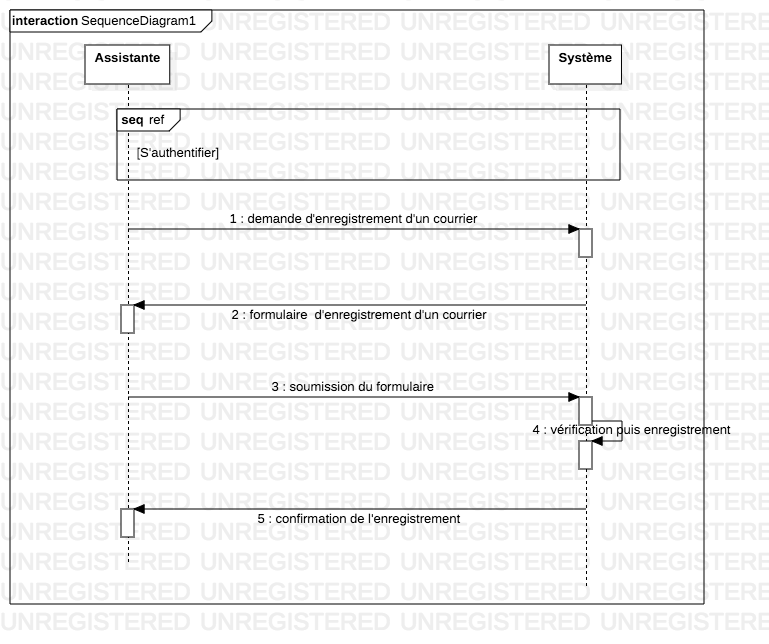 interaction SequenceDiagram1
Assistante
Système
seq ref
[S'authentifier]
1 : demande d'enregistrement d'un courrier
2 : formulaire  d'enregistrement d'un courrier
3 : soumission du formulaire
4 : vérification puis enregistrement
5 : confirmation de l'enregistrement
UNREGISTERED